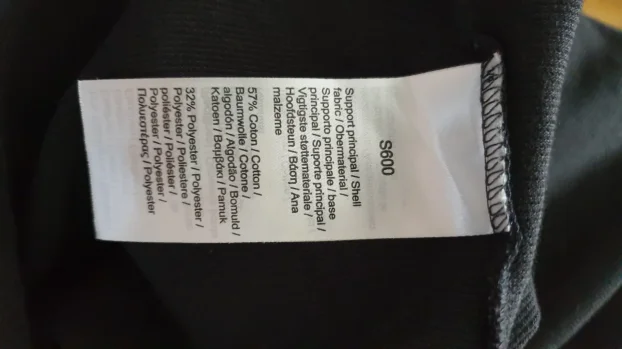 S600
Support principal / Shell
fabric / Obermaterial /
Supporto principale / base
principal / Suporte principal /
Vigtigste støttemateriale /
Hoofdsteun / Βάση / Ana
malzeme
57% Coton / Cotton /
Baumwolle / Cotone /
algodón / Algodão / Bomuld /
Katoen / Βαμβάκι / Pamuk
32% Polyester / Polyester /
Polyester / Poliestere /
poliéster / Poliéster /
Polyester / Polyester /
Πολυεστέρας / Polyester